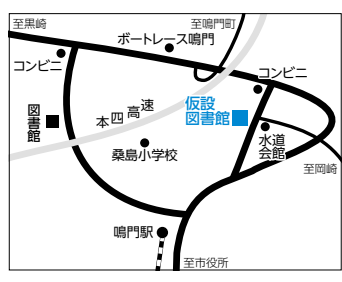 至黒崎
至鳴門町
ボートレース鳴門
コンビニ
コンビニ
図書館
本四高速
仮設
図書館
桑島小学校
水道
会館
至岡崎
鳴門駅
至市役所